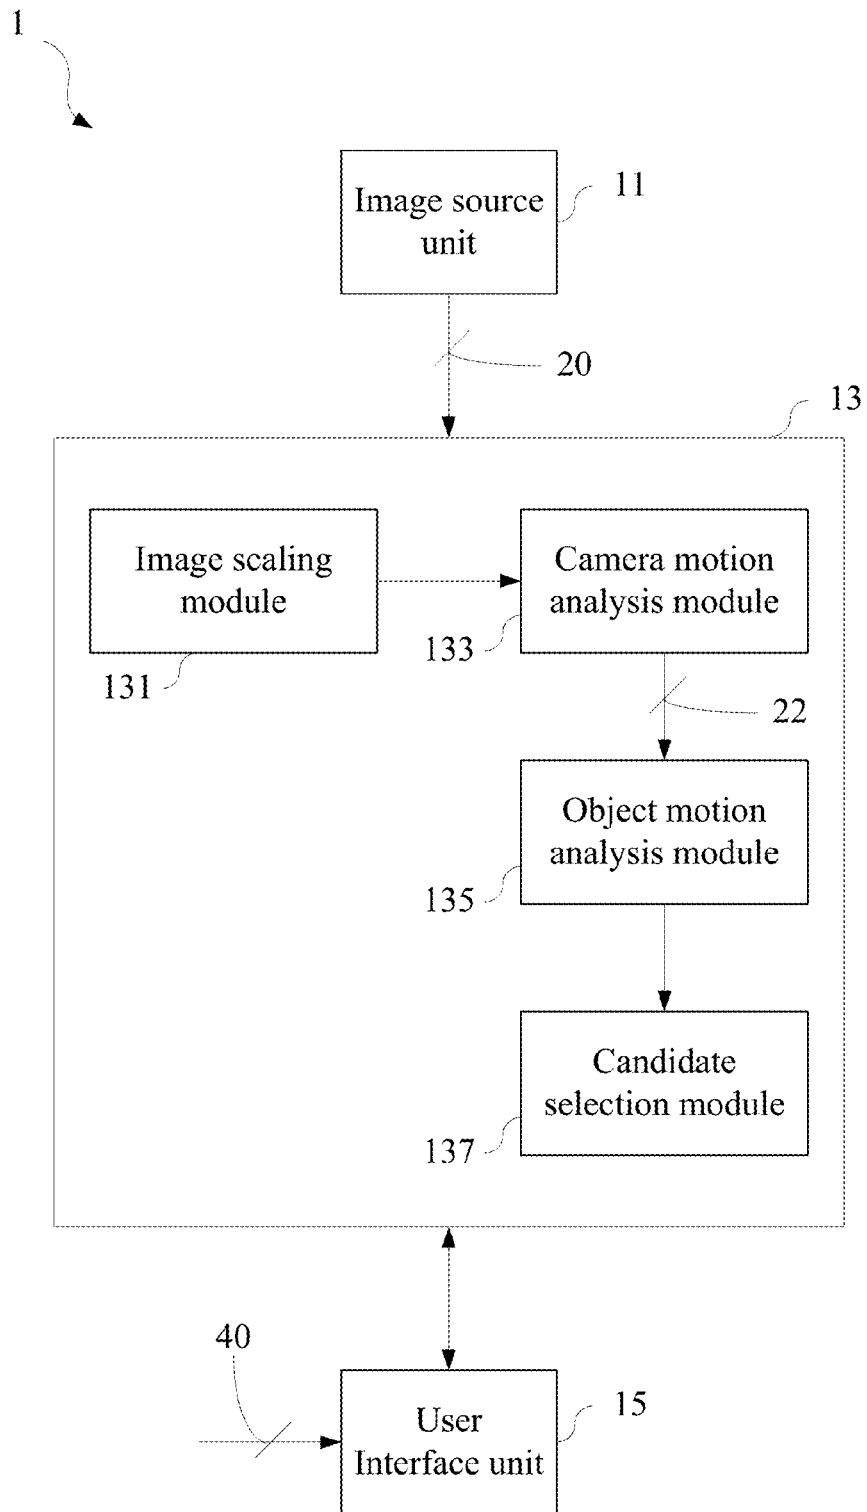 1
Image source
unit
11
20
13
Image scaling
module
131
Camera motion
analysis module
133
22
Object motion
analysis module
135
Candidate
selection module
137
40
User
Interface unit
15